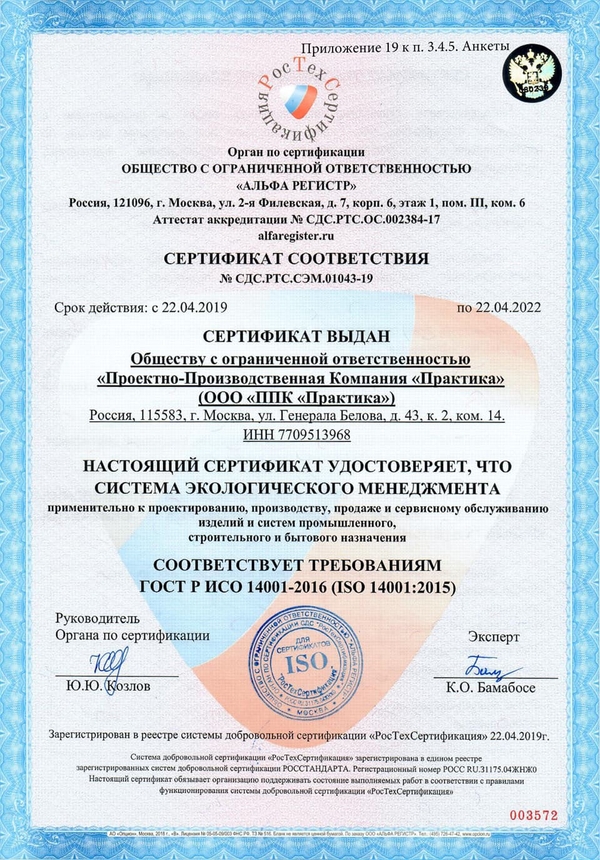 Приложение 19 к п. 3.4.5. Анкеты
РосТехСертификация
Орган по сертификации
ОБЩЕСТВО С ОГРАНИЧЕННОЙ ОТВЕТСТВЕННОСТЬЮ
«АЛЬФА РЕГИСТР»
Россия, 121096, г. Москва, ул. 2-я Филевская, д. 7, корп. 6, этаж 1, пом. III, ком. 6
Аттестат аккредитации № СДС.РТС.ОС.002384-17
alfaregister.ru
СЕРТИФИКАТ СООТВЕТСТВИЯ
№ СДС.РТС.СЭМ.01043-19
Срок действия: с 22.04.2019 по 22.04.2022
СЕРТИФИКАТ ВЫДАН
Обществу с ограниченной ответственностью
«Проектно-Производственная Компания «Практика»
(ООО «ППК «Практика»)
Россия, 115583, г. Москва, ул. Генерала Белова, д. 43, к. 2, ком. 14.
ИНН 7709513968
НАСТОЯЩИЙ СЕРТИФИКАТ УДОСТОВЕРЯЕТ, ЧТО
СИСТЕМА ЭКОЛОГИЧЕСКОГО МЕНЕДЖМЕНТА
применительно к проектированию, производству, продаже и сервисному обслуживанию
изделий и систем промышленного,
строительного и бытового назначения
СООТВЕТСТВУЕТ ТРЕБОВАНИЯМ
ГОСТ Р ИСО 14001-2016 (ISO 14001:2015)
Руководитель
Органа по сертификации
Эксперт
ДЛЯ
СЕРТИФИКАТОВ
ISO
"РосТехСертификация"
МОСКВА
Ю.Ю. Козлов
К.О. Бамабосе
Зарегистрирован в реестре системы добровольной сертификации «РосТехСертификация» 22.04.2019г.
Система добровольной сертификации «РосТехСертификация» зарегистрирована в едином реестре
зарегистрированных систем добровольной сертификации РОССТАНДАРТА. Регистрационный номер РОСС RU.31175.04ЖНЖ0
Настоящий сертификат обязывает организацию поддерживать состояние выполняемых работ в соответствии с правилами
функционирования системы добровольной сертификации «РосТехСертификация»
003572